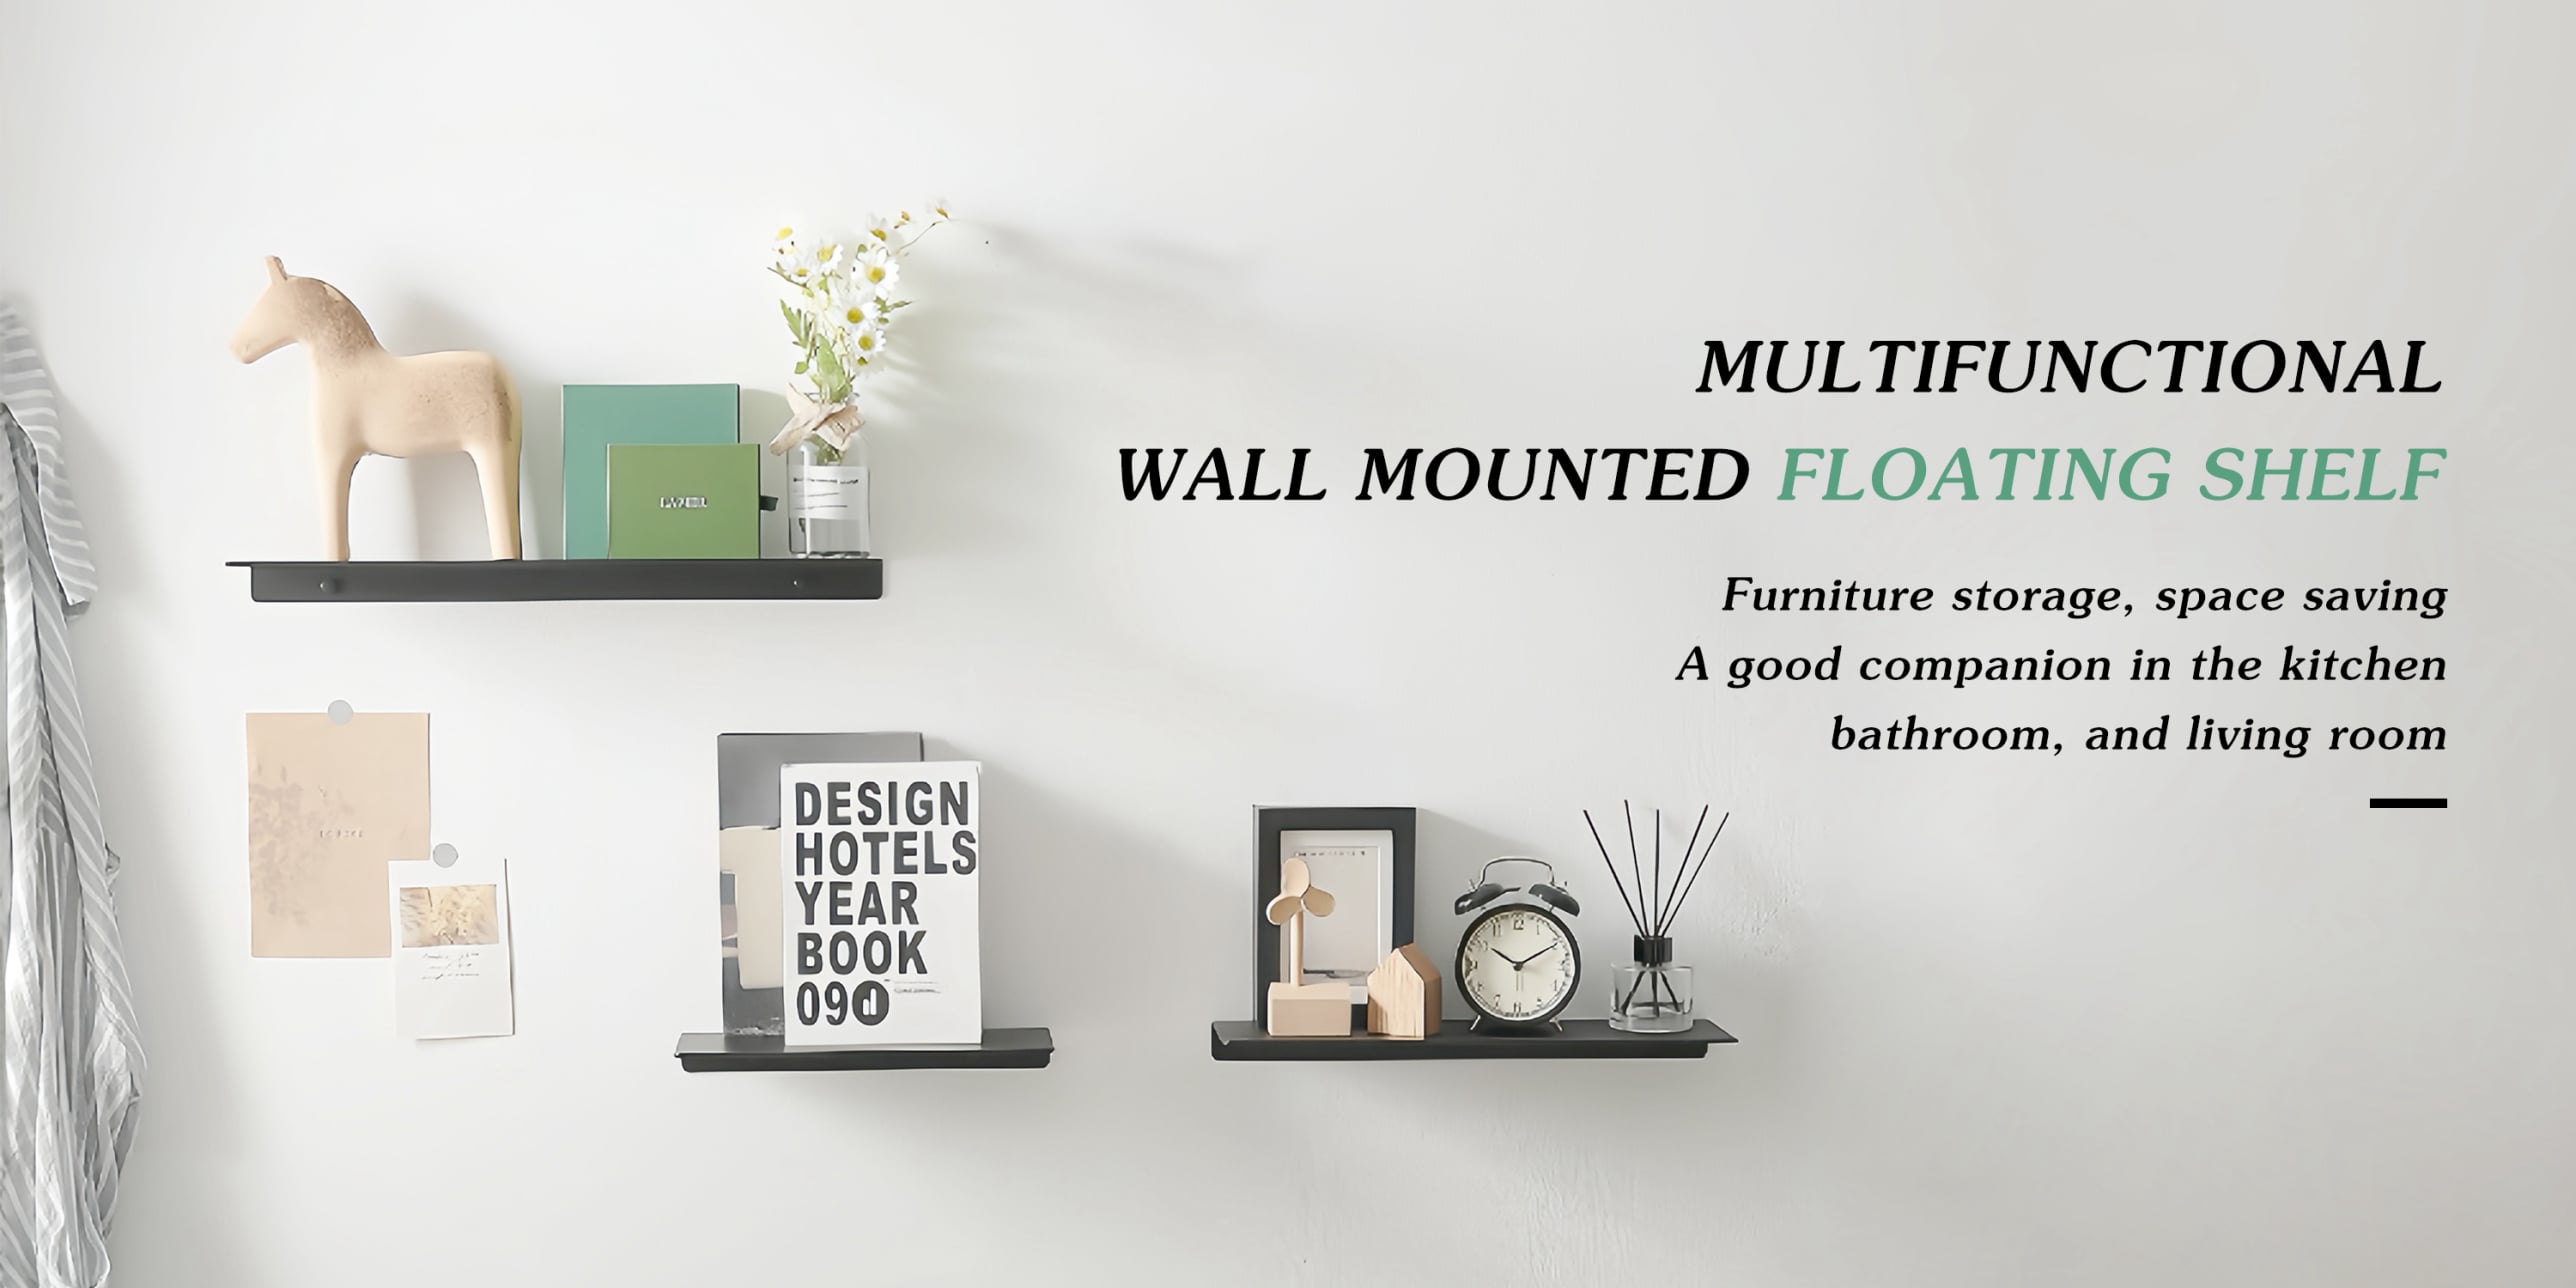 MULTIFUNCTIONAL
WALL MOUNTED FLOATING SHELF
Furniture storage, space saving
A good companion in the kitchen
bathroom, and living room
DESIGN
HOTELS
YEAR
BOOK
09